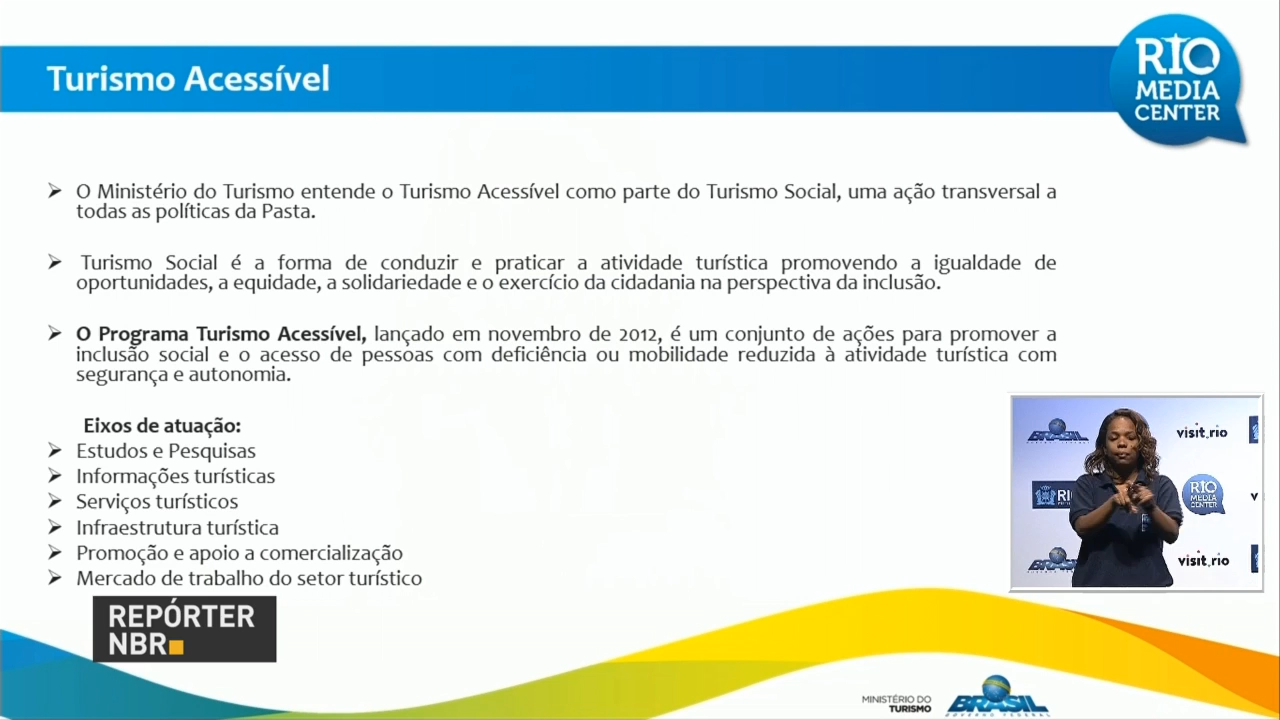 Turismo Acessível
RIO
MEDIA
CENTER
➢ O Ministério do Turismo entende o Turismo Acessível como parte do Turismo Social, uma ação transversal a
todas as políticas da Pasta.
➢ Turismo Social é a forma de conduzir e praticar a atividade turística promovendo a igualdade de
oportunidades, a equidade, a solidariedade e o exercício da cidadania na perspectiva da inclusão.
➢ O Programa Turismo Acessível, lançado em novembro de 2012, é um conjunto de ações para promover a
inclusão social e o acesso de pessoas com deficiência ou mobilidade reduzida à atividade turística com
segurança e autonomia.
Eixos de atuação:
➢ Estudos e Pesquisas
➢ Informações turísticas
➢ Serviços turísticos
➢ Infraestrutura turística
➢ Promoção e apoio a comercialização
➢ Mercado de trabalho do setor turístico
BRASIL
visit.rio
RIO
RIO
MEDIA
CENTER
BRASIL
visit.rio
REPÓRTER
NBR
MINISTÉRIO DO
TURISMO
BRASIL
GOVERNO FEDERAL